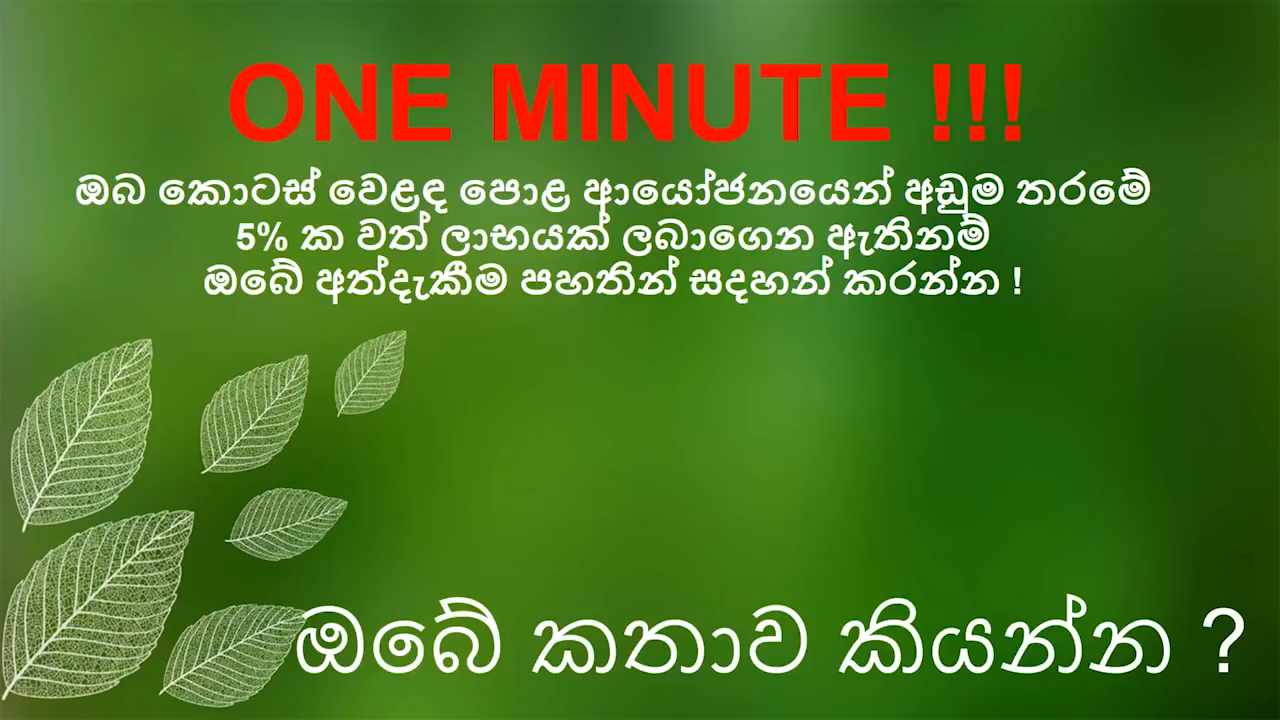 ONE MINUTE !!!
ඔබ කොටස් වෙළඳ පොළ ආයෝජනයෙන් අඩුම තරමේ
5% ක වත් ලාභයක් ලබාගෙන ඇතිනම්
ඔබේ අත්දැකීම පහතින් සදහන් කරන්න !
ඔබේ කතාව කියන්න ?